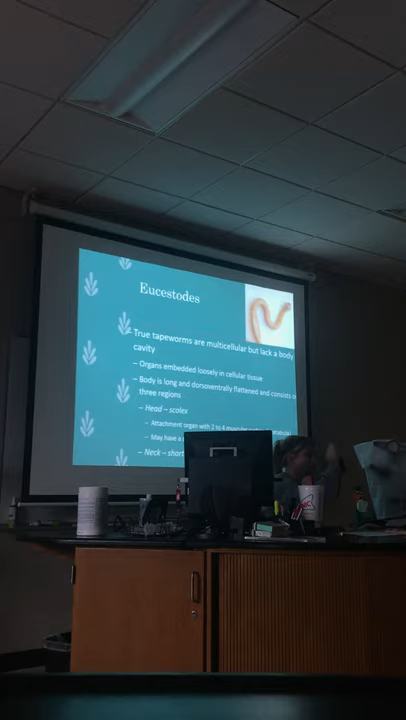 Eucestodes
– True tapeworms are multicellular but lack a body
cavity
– Organs embedded loosely in cellular tissue
– Body is long and dorsoventrally flattened and consists
three regions
– Head – scolex
– Attachment organ with 2 to 4
– May have a
– Neck – short